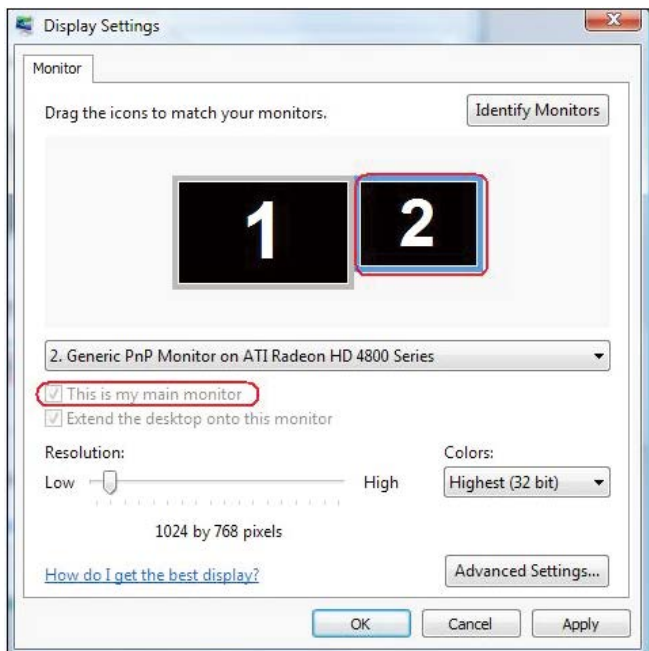 Display Settings
Monitor
Drag the icons to match your monitors.
Identify Monitors
1
2
2. Generic PnP Monitor on ATI Radeon HD 4800 Series
This is my main monitor
Extend the desktop onto this monitor
Resolution:
Colors:
Low
High
Highest (32 bit)
1024 by 768 pixels
How do I get the best display?
Advanced Settings...
OK
Cancel
Apply